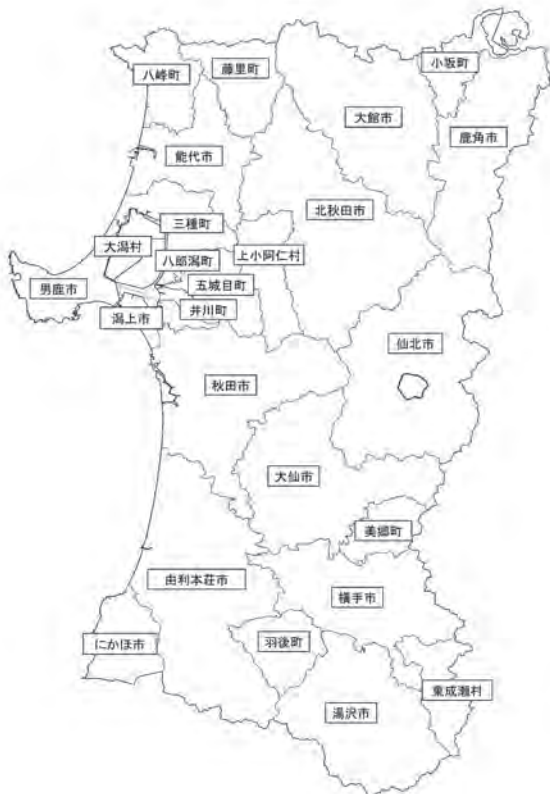 小坂町
八峰町
藤里町
大館市
鹿角市
能代市
北秋田市
三種町
大潟村
上小阿仁村
八郎潟町
五城目町
男鹿市
井川町
潟上市
仙北市
秋田市
大仙市
美郷町
由利本荘市
横手市
にかほ市
羽後町
東成瀬村
湯沢市